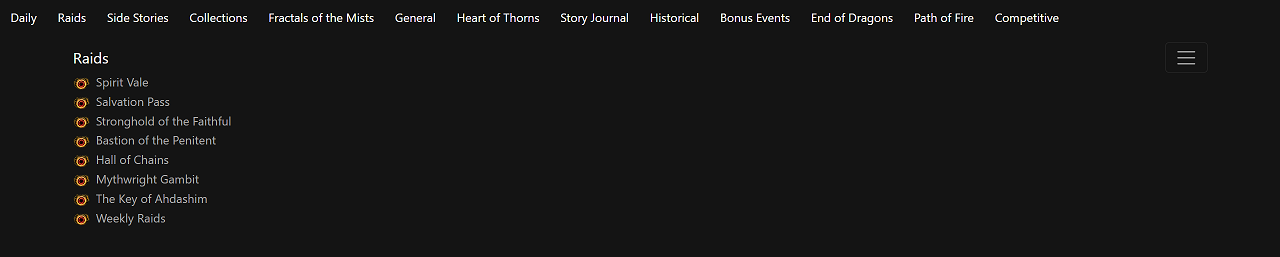 Daily Raids Side Stories Collections Fractals of the Mists General Heart of Thorns Story Journal Historical Bonus Events End of Dragons Path of Fire Competitive
Raids
Spirit Vale
Salvation Pass
Stronghold of the Faithful
Bastion of the Penitent
Hall of Chains
Mythwright Gambit
The Key of Ahdashim
Weekly Raids